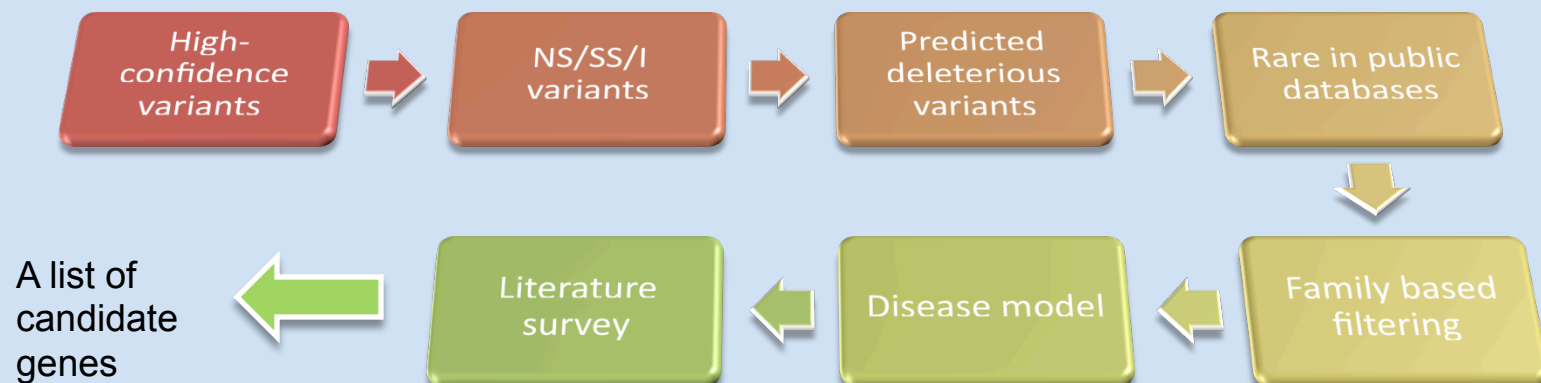 High-
confidence
variants
NS/SS/I
variants
Predicted
deleterious
variants
Rare in public
databases
Family based
filtering
Disease model
Literature
survey
A list of
candidate
genes